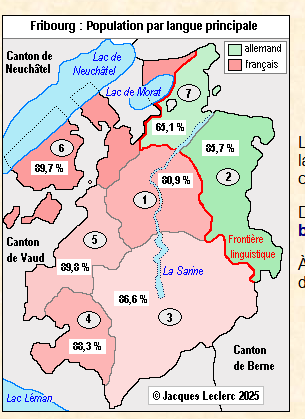 Fribourg : Population par langue principale
Canton de
Neuchâtel
Lac de
Neuchâtel
allemand
français
Lac de Morat
7
65,1 %
6
89,7 %
85,7 %
80,9 %
2
1
Canton
de Vaud
5
Frontière
linguistique
89,8 %
La Sarine
86,6 %
4
3
88,3 %
Canton
de Berne
Lac Léman
© Jacques Leclerc 2025